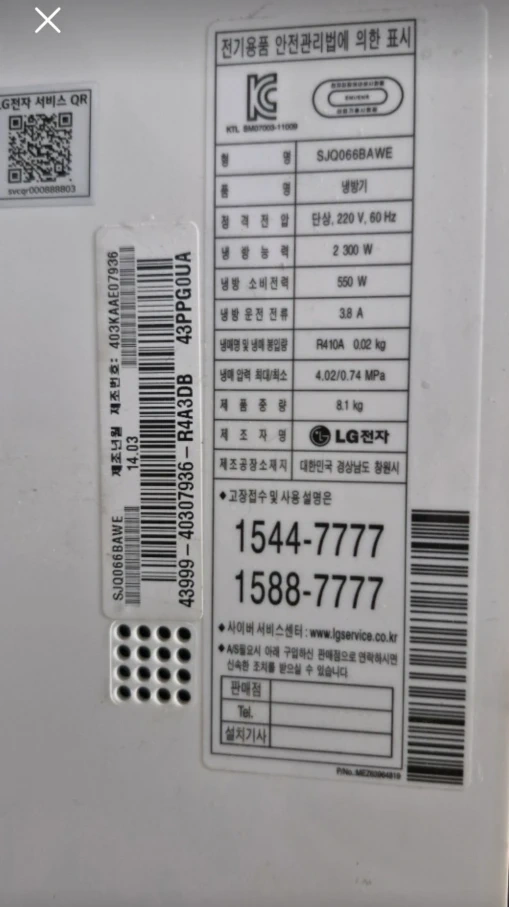 LG전자 서비스 QR
svcqr000888803
SJQ066BAWE
제조년월
14.03
제조번호: 403KAAE07936
43999 - 40307936 - R4A3DB 43PPG0UA
전기용품 안전관리법에 의한 표시
형 명 SJQ066BAWE
품 명 냉방기
정 격 전 압 단상, 220 V, 60 Hz
냉 방 능 력 2 300 W
냉방 소비전력 550 W
냉방 운전 전류 3.8 A
냉매명 및 냉매 봉입량 R410A 0.02 kg
냉매 압력 최대/최소 4.02/0.74 MPa
제 품 중 량 8.1 kg
제 조 자 명 LG전자
제조공장소재지 대한민국 경상남도 창원시
◆ 고장접수 및 사용 설명은
1544-7777
1588-7777
◆ 사이버 서비스센터 : www.lgservice.co.kr
◆ A/S필요시 아래 구입하신 판매점으로 연락하시면
신속한 조치를 받으실 수 있습니다
판매점
Tel.
설치기사